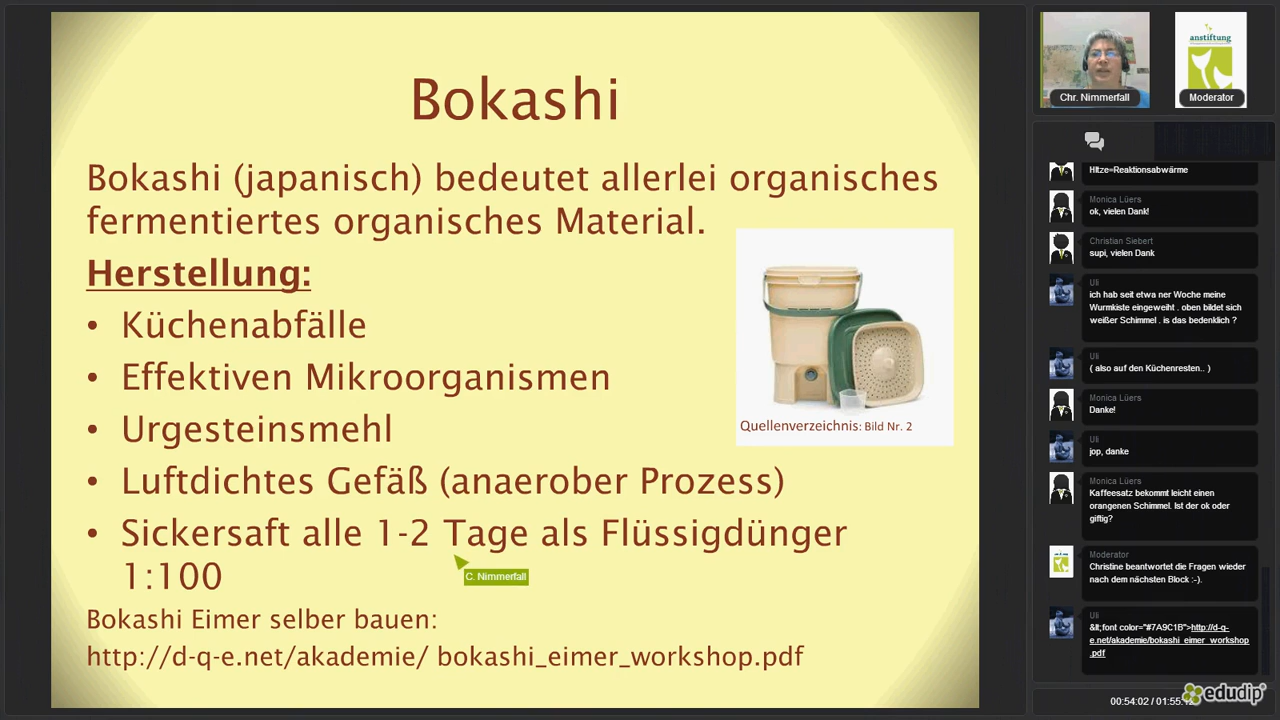 Bokashi
Bokashi (japanisch) bedeutet allerlei organisches
fermentiertes organisches Material.
Herstellung:
• Küchenabfälle
• Effektiven Mikroorganismen
• Urgesteinsmehl
• Luftdichtes Gefäß (anaerober Prozess)
• Sickersaft alle 1-2 Tage als Flüssigdünger
1:100
Bokashi Eimer selber bauen:
http://d-q-e.net/akademie/ bokashi_eimer_workshop.pdf
Quellenverzeichnis: Bild Nr. 2
C. Nimmerfall
Chr. Nimmerfall
anstiftung
Moderator
HItze=Reaktionsabwärme
Monica Lüers
ok, vielen Dank!
Christian Siebert
supi, vielen Dank
Uli
ich hab seit etwa ner Woche meine
Wurmkiste eingeweiht . oben bildet sich
weißer Schimmel . is das bedenklich ?
Uli
( also auf den Küchenresten.. )
Monica Lüers
Danke!
Uli
jop, danke
Monica Lüers
Kaffeesatz bekommt leicht einen
orangenen Schimmel. Ist der ok oder
giftig?
Moderator
Christine beantwortet die Fragen wieder
nach dem nächsten Block :-).
Uli
&lt;font color="#7A9C1B">http://d-q-
e.net/akademie/bokashi_eimer_workshop
.pdf
00:54:02 / 01:55:
edudip